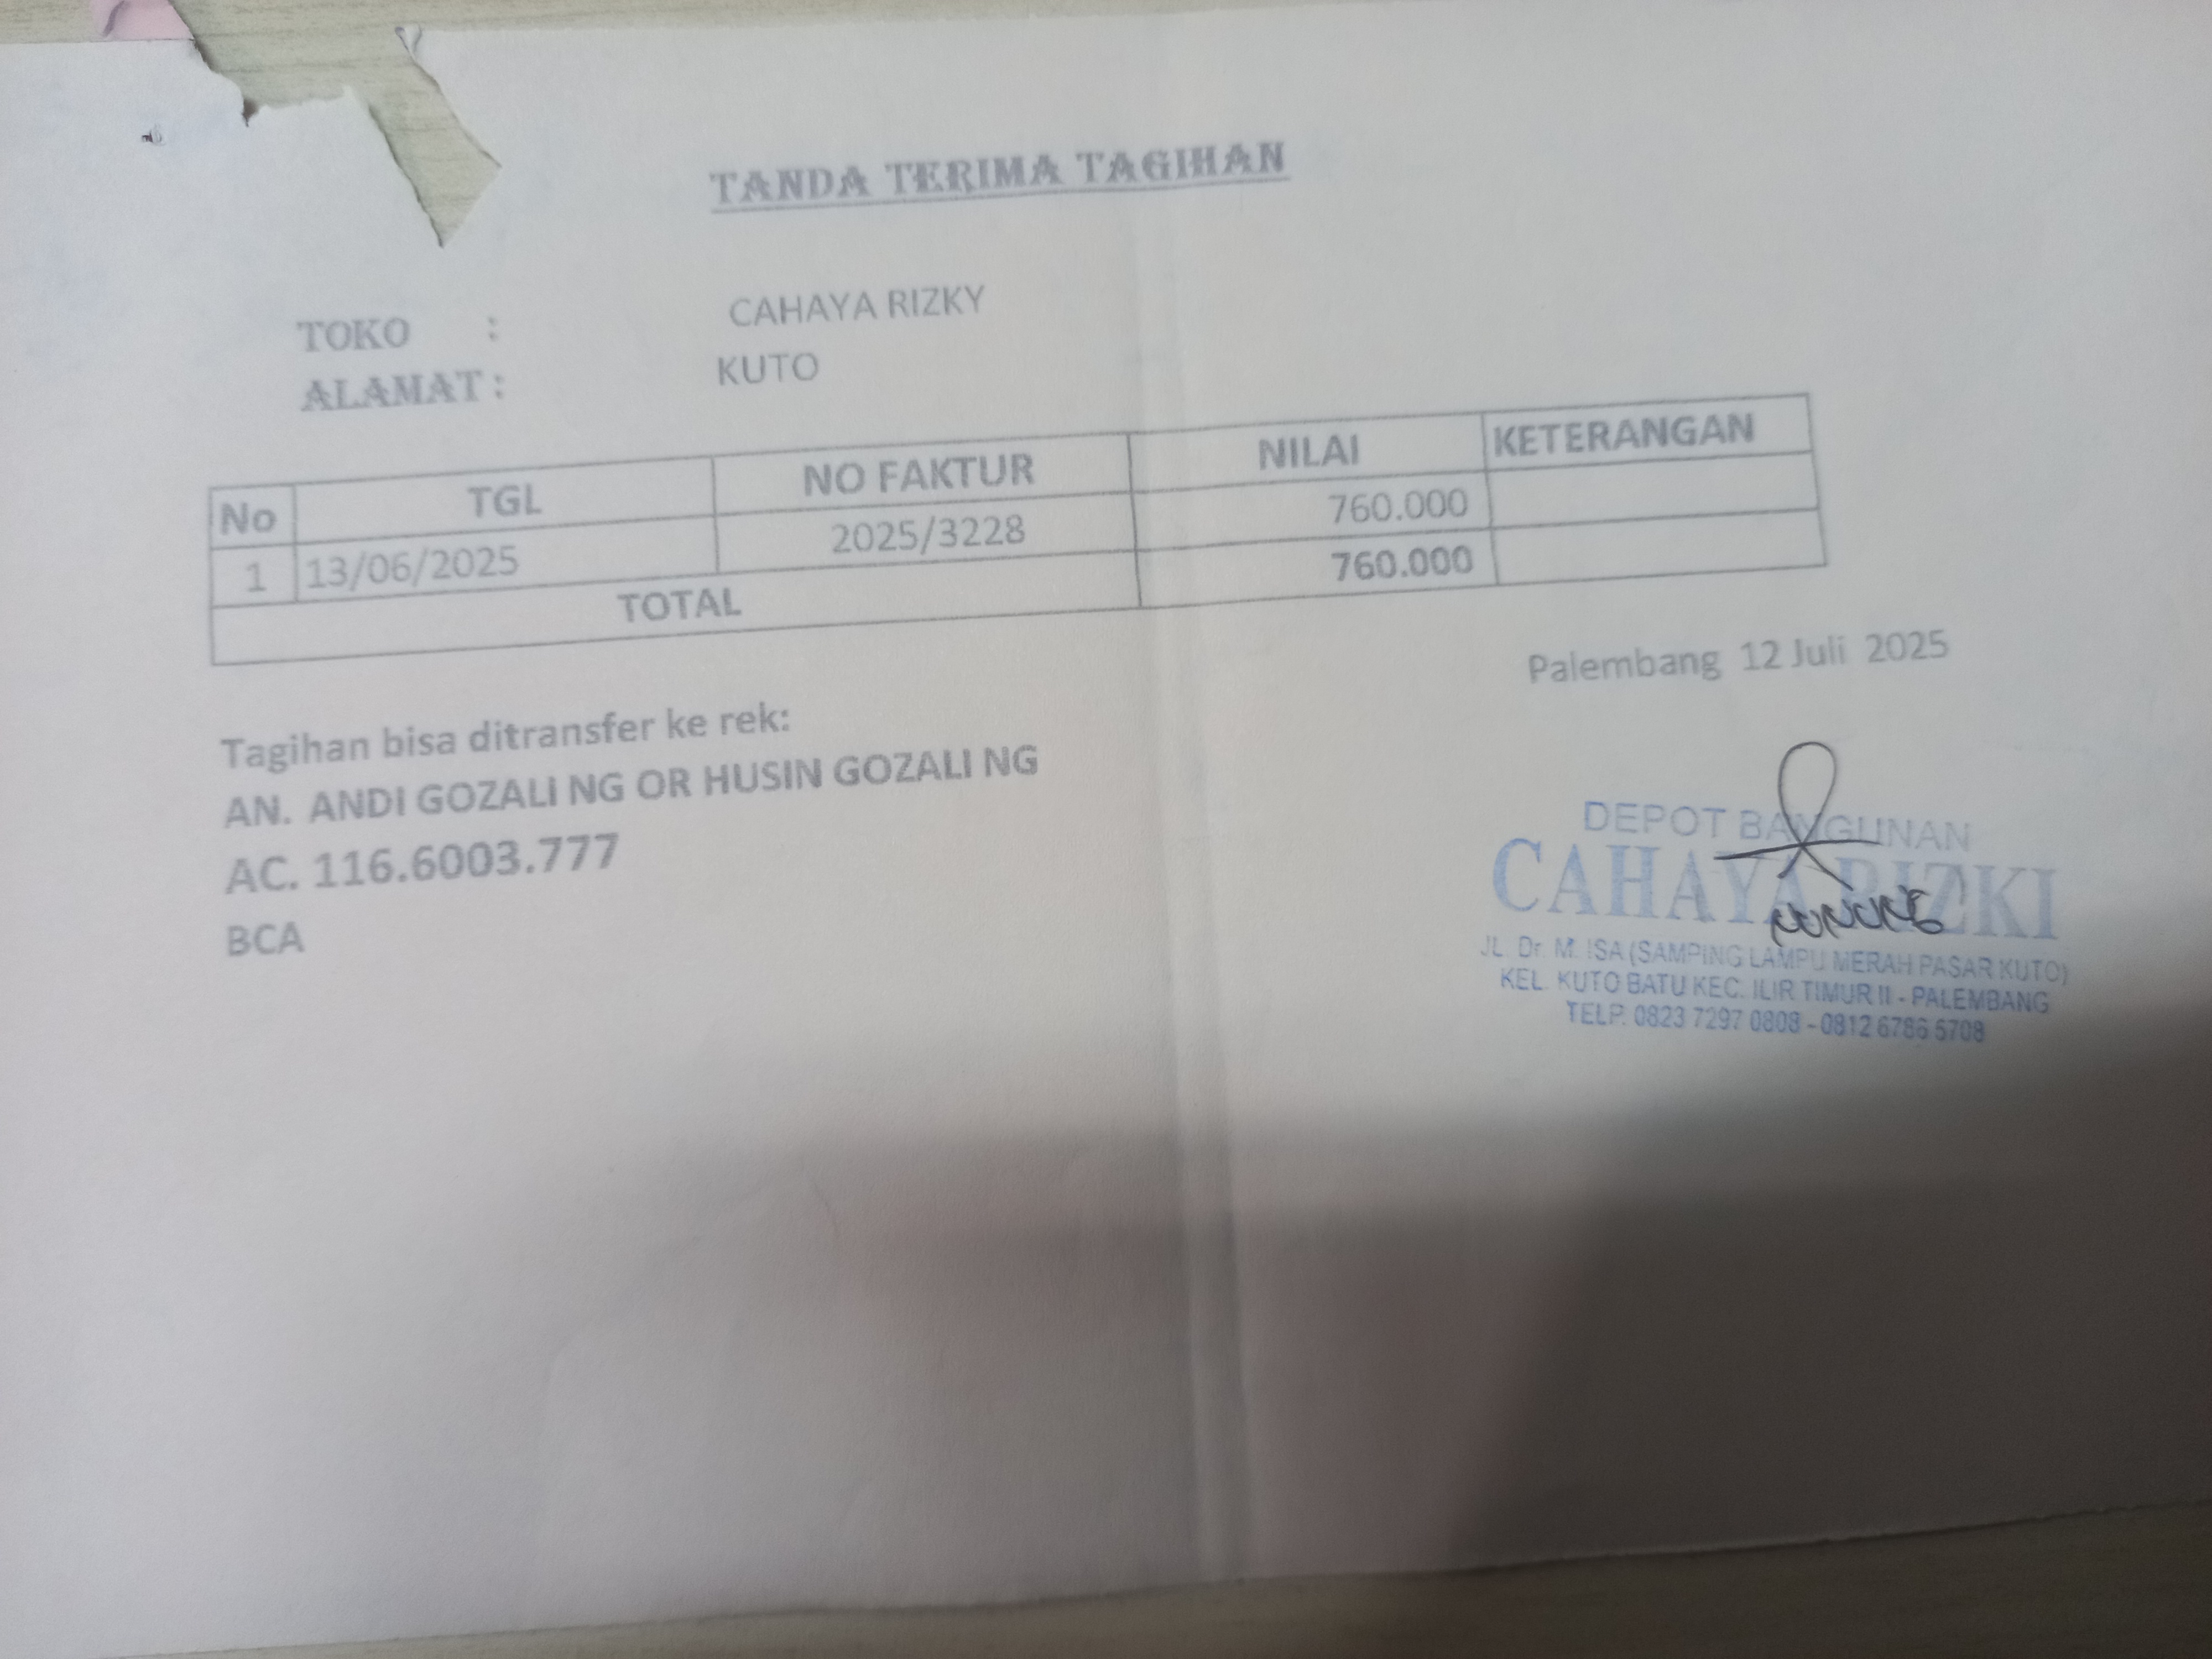 TANDA TERIMA TAGIHAN
TOKO : CAHAYA RIZKY
ALAMAT : KUTO
No TGL NO FAKTUR NILAI KETERANGAN
1 13/06/2025 2025/3228 760.000
TOTAL 760.000
Palembang 12 Juli 2025
Tagihan bisa ditransfer ke rek:
AN. ANDI GOZALI NG OR HUSIN GOZALI NG
AC. 116.6003.777
BCA
DEPOT BANGUNAN
CAHAYA RIZKI
NUNUNG
JL. Dr. M. ISA (SAMPING LAMPU MERAH PASAR KUTO)
KEL. KUTO BATU KEC. ILIR TIMUR II - PALEMBANG
TELP. 0823 7297 0808 - 0812 6786 5708